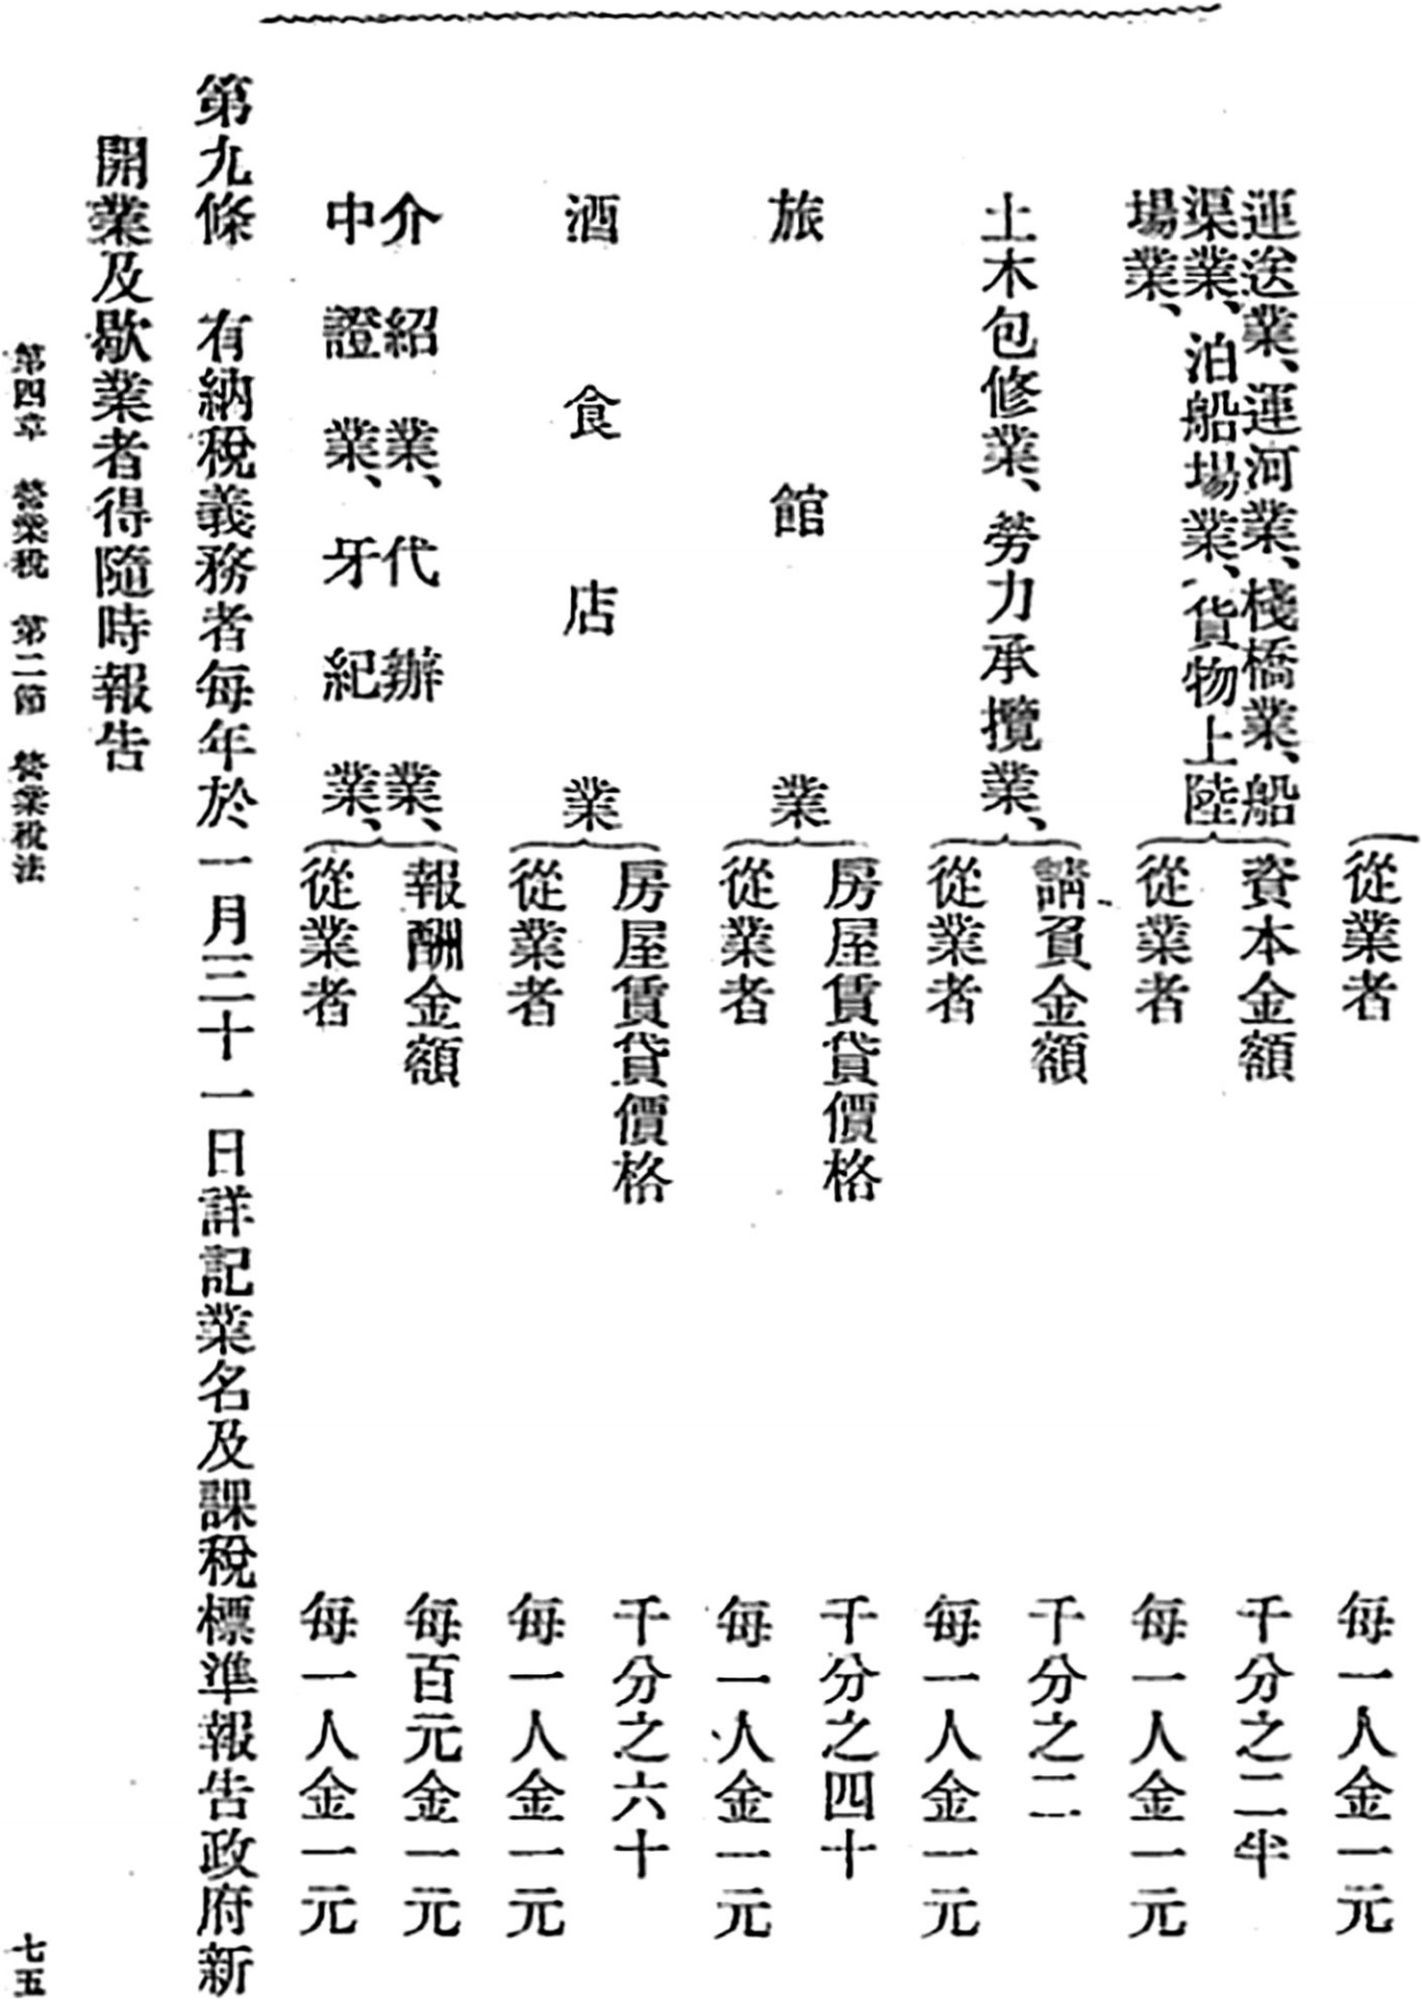 從業者　每一人金一元
運送業、運河業、棧橋業、船
渠業、泊船場業、貨物上陸
場業、
資本金額　千分之二半
從業者　每一人金一元
土木包修業、勞力承攬業、
請負金額　千分之二
從業者　每一人金一元
旅館業
房屋賃貸價格　千分之四十
從業者　每一人金一元
酒食店業
房屋賃貸價格　千分之六十
從業者　每一人金一元
介紹業、代辦業、
中證業、牙紀業、
報酬金額　每百元金一元
從業者　每一人金一元
第九條　有納稅義務者每年於一月三十一日詳記業名及課稅標準報告政府新
開業及歇業者得隨時報告
第四章　營業稅　第二節　營業稅法　七五